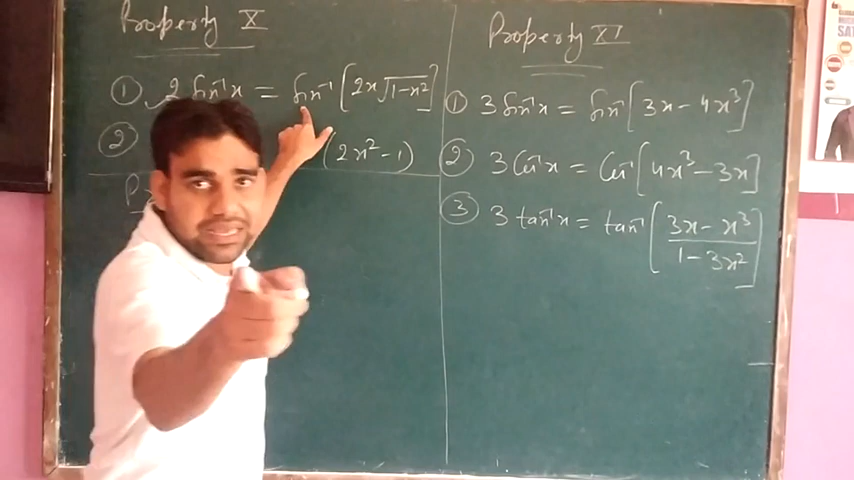 Property X
① 2 sin⁻¹x = sin⁻¹[2x√1-x²]
② (2x²-1)
Property XI
① 3 sin⁻¹x = sin⁻¹[3x-4x³]
② 3 cos⁻¹x = cos⁻¹[4x³-3x]
③ 3 tan⁻¹x = tan⁻¹[3x-x³ / 1-3x²]